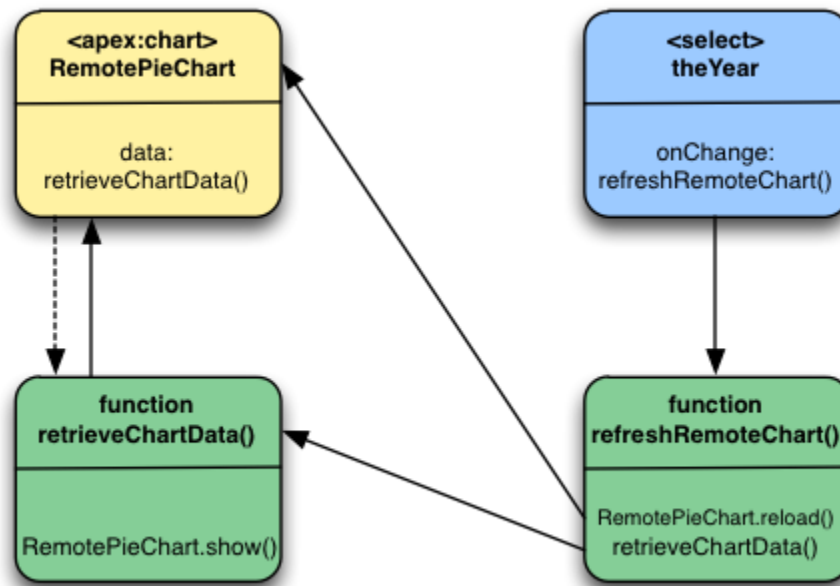 <apex:chart>
RemotePieChart
data:
retrieveChartData()
<select>
theYear
onChange:
refreshRemoteChart()
function
retrieveChartData()
RemotePieChart.show()
function
refreshRemoteChart()
RemotePieChart.reload()
retrieveChartData()